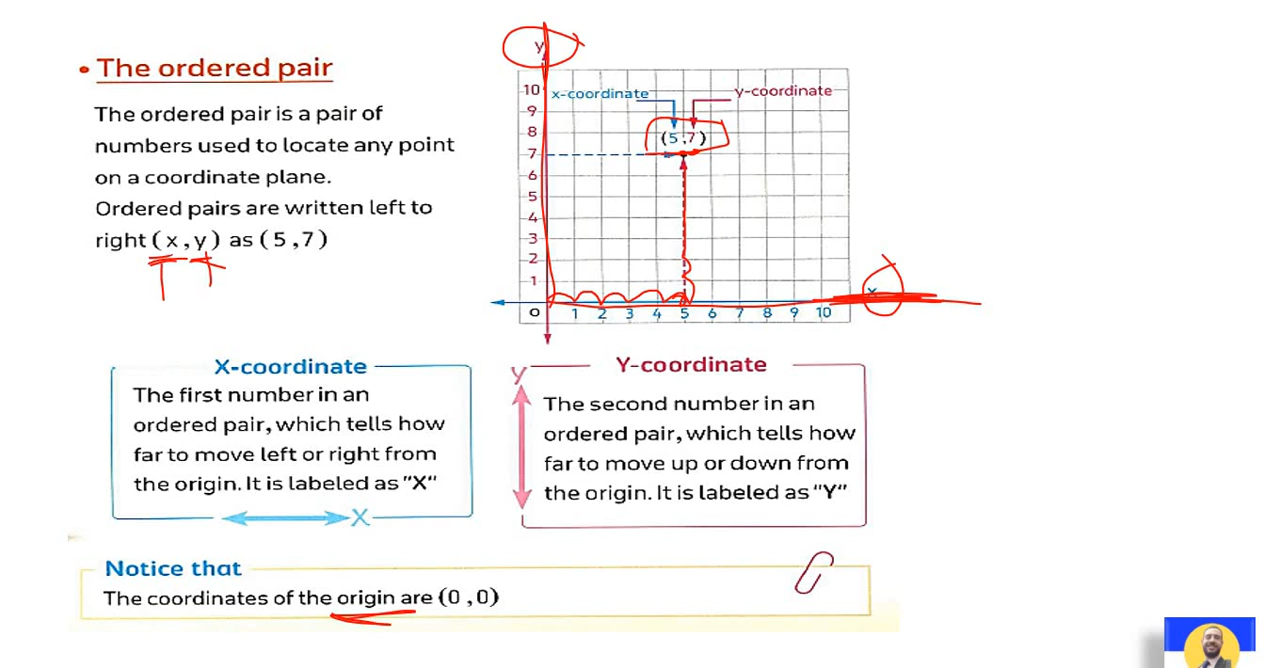 • The ordered pair
The ordered pair is a pair of
numbers used to locate any point
on a coordinate plane.
Ordered pairs are written left to
right (x,y) as (5,7)
y
10
x-coordinate
y-coordinate
9
8
(5,7)
7
6
5
4
3
2
1
x
O 1 2 3 4 5 6 7 8 9 10
X-coordinate
The first number in an
ordered pair, which tells how
far to move left or right from
the origin. It is labeled as "X"
X
Y-coordinate
Y
The second number in an
ordered pair, which tells how
far to move up or down from
the origin. It is labeled as "Y"
Notice that
The coordinates of the origin are (0,0)